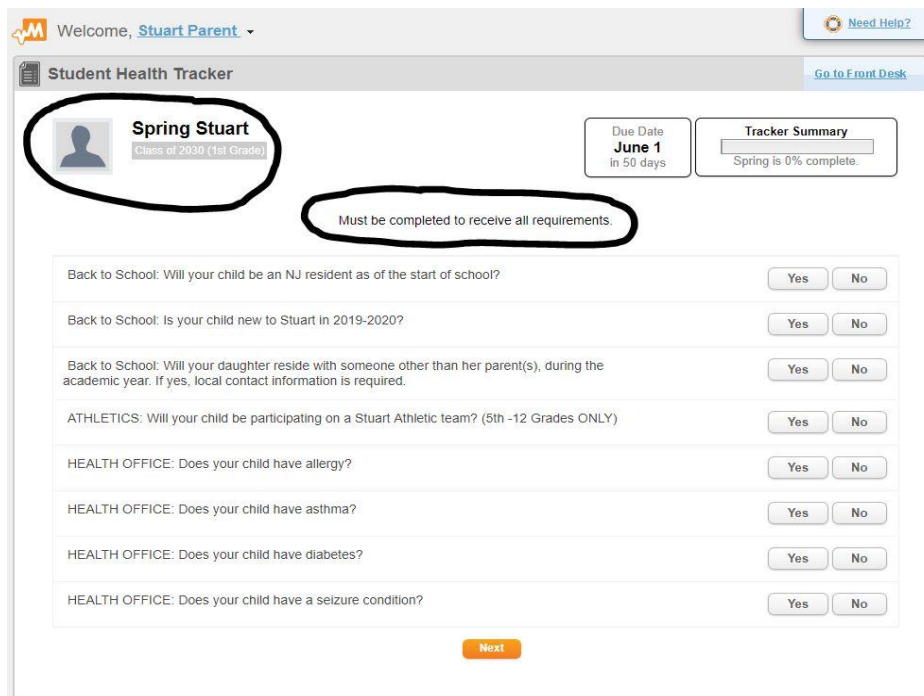 Welcome, Stuart Parent
Need Help?
Student Health Tracker
Go to Front Desk
Spring Stuart
Class of 2030 (1st Grade)
Due Date
June 1
in 50 days
Tracker Summary
Spring is 0% complete.
Must be completed to receive all requirements.
Back to School: Will your child be an NJ resident as of the start of school?
Yes No
Back to School: Is your child new to Stuart in 2019-2020?
Yes No
Back to School: Will your daughter reside with someone other than her parent(s), during the
academic year. If yes, local contact information is required.
Yes No
ATHLETICS: Will your child be participating on a Stuart Athletic team? (5th -12 Grades ONLY)
Yes No
HEALTH OFFICE: Does your child have allergy?
Yes No
HEALTH OFFICE: Does your child have asthma?
Yes No
HEALTH OFFICE: Does your child have diabetes?
Yes No
HEALTH OFFICE: Does your child have a seizure condition?
Yes No
Next